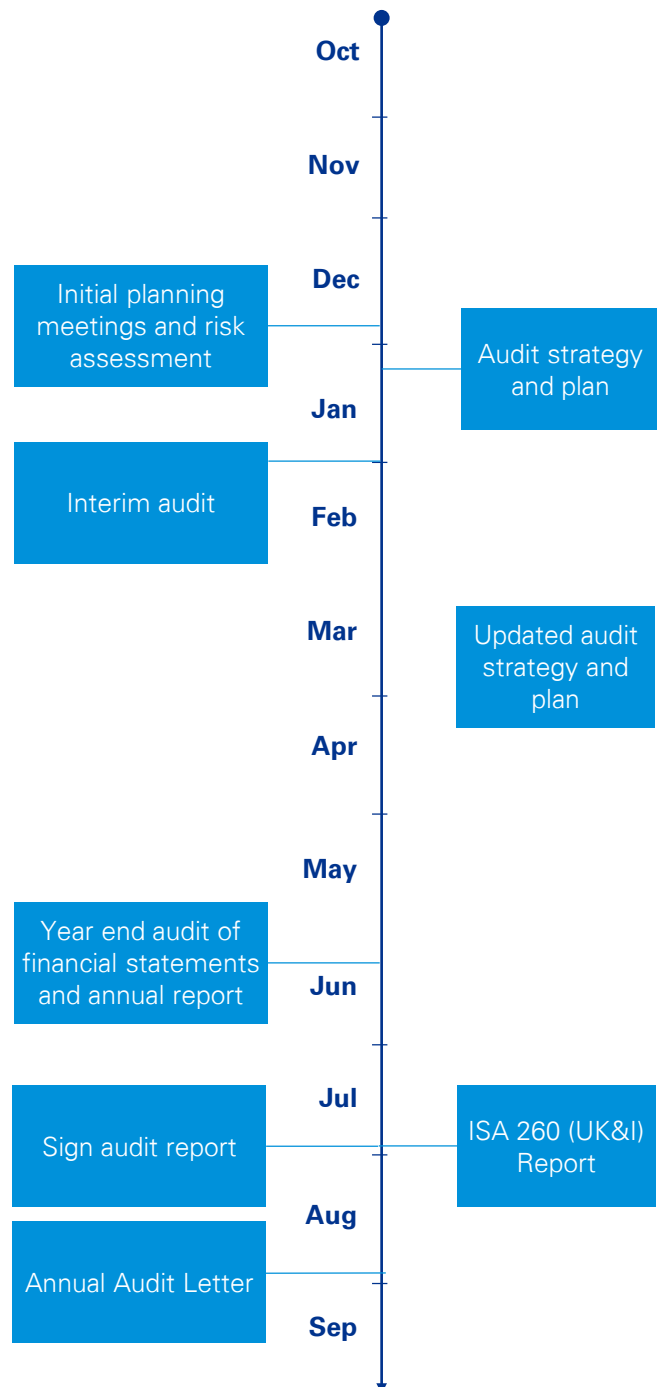 Oct
Nov
Dec
Initial planning
meetings and risk
assessment
Audit strategy
and plan
Jan
Interim audit
Feb
Mar
Updated audit
strategy and
plan
Apr
May
Year end audit of
financial statements
and annual report
Jun
Jul
Sign audit report
ISA 260 (UK&I)
Report
Aug
Annual Audit Letter
Sep